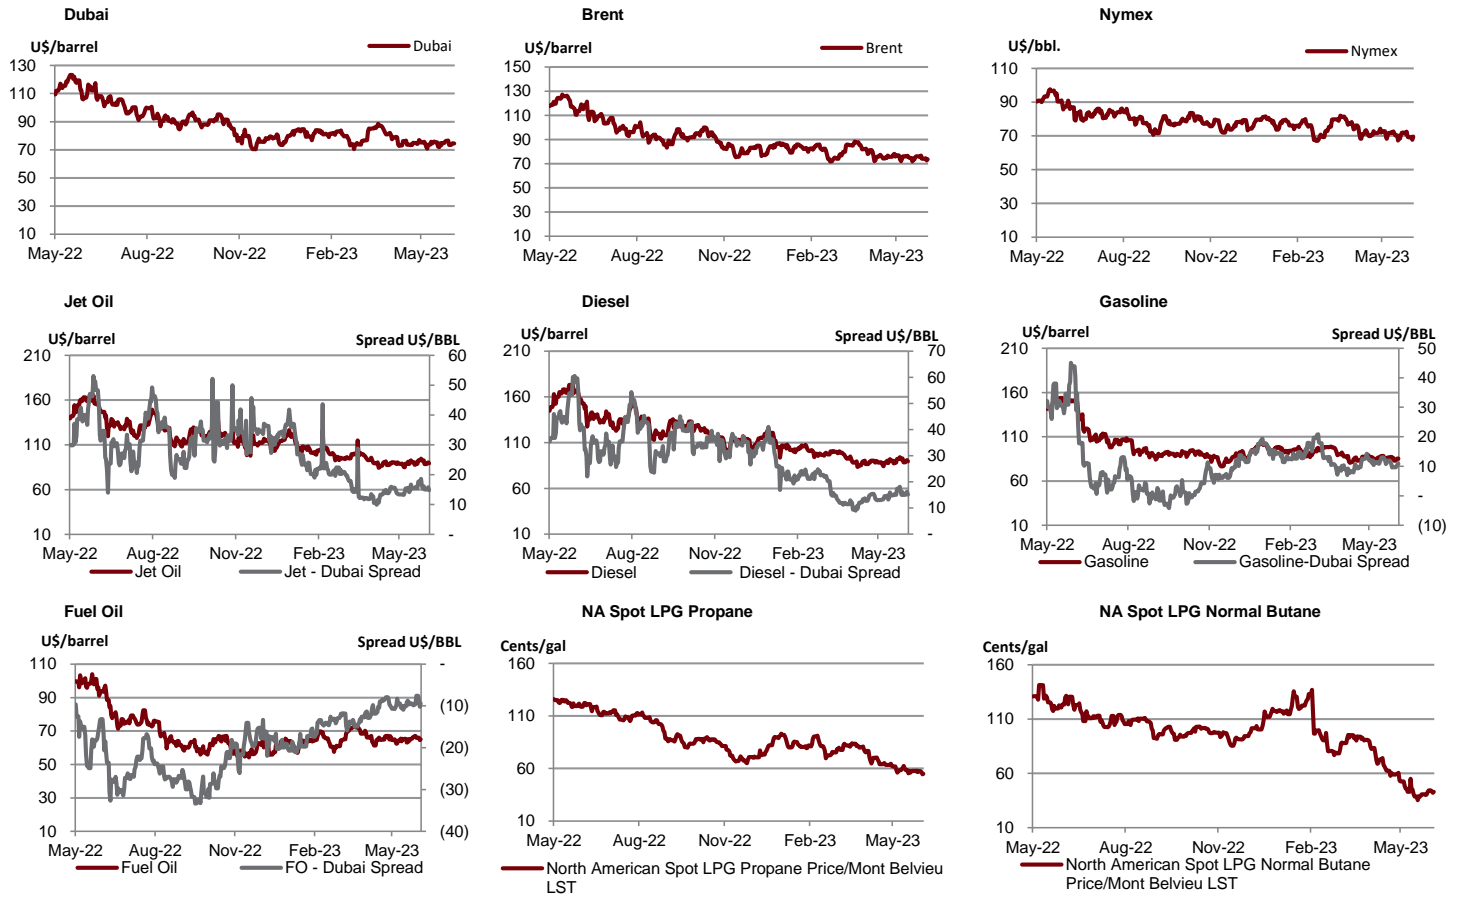 Dubai
U$/barrel
Dubai
130
110
90
70
50
30
10
May-22 Aug-22 Nov-22 Feb-23 May-23
Brent
U$/barrel
Brent
150
130
110
90
70
50
30
10
May-22 Aug-22 Nov-22 Feb-23 May-23
Nymex
U$/bbl.
Nymex
110
90
70
50
30
10
May-22 Aug-22 Nov-22 Feb-23 May-23
Jet Oil
U$/barrel Spread U$/BBL
210
160
110
60
10
60
50
40
30
20
10
-
May-22 Aug-22 Nov-22 Feb-23 May-23
Jet Oil Jet - Dubai Spread
Diesel
U$/barrel Spread U$/BBL
210
160
110
60
10
70
60
50
40
30
20
10
-
May-22 Aug-22 Nov-22 Feb-23 May-23
Diesel Diesel - Dubai Spread
Gasoline
U$/barrel Spread U$/BBL
210
160
110
60
10
50
40
30
20
10
-
(10)
May-22 Aug-22 Nov-22 Feb-23 May-23
Gasoline Gasoline-Dubai Spread
Fuel Oil
U$/barrel Spread U$/BBL
110
90
70
50
30
10
-
(10)
(20)
(30)
(40)
May-22 Aug-22 Nov-22 Feb-23 May-23
Fuel Oil FO - Dubai Spread
NA Spot LPG Propane
Cents/gal
160
110
60
10
May-22 Aug-22 Nov-22 Feb-23 May-23
North American Spot LPG Propane Price/Mont Belvieu
LST
NA Spot LPG Normal Butane
Cents/gal
160
110
60
10
May-22 Aug-22 Nov-22 Feb-23 May-23
North American Spot LPG Normal Butane
Price/Mont Belvieu LST